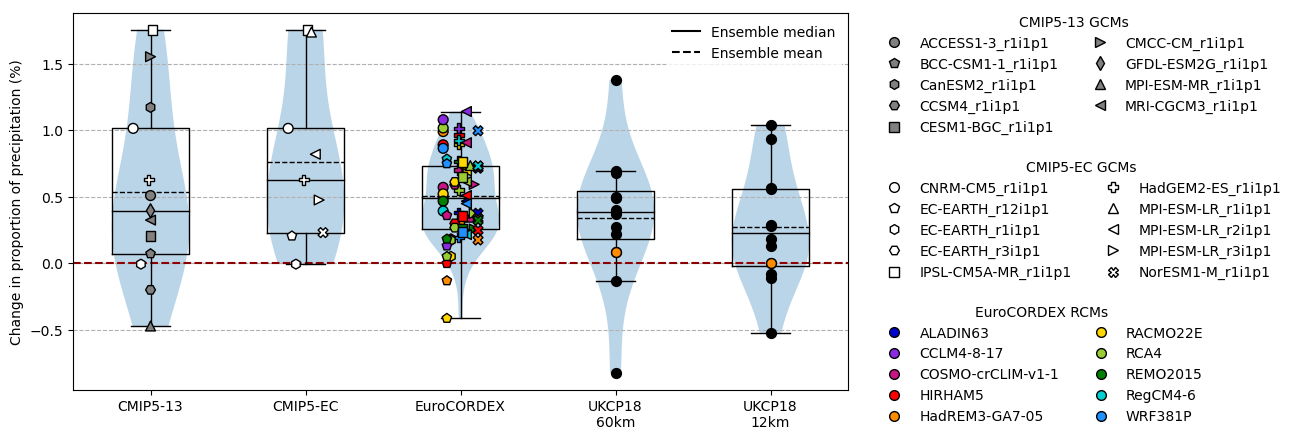 Change in proportion of precipitation (%)
1.5
1.0
0.5
0.0
−0.5
CMIP5-13
CMIP5-EC
EuroCORDEX
UKCP18
60km
UKCP18
12km
Ensemble median
Ensemble mean
CMIP5-13 GCMs
ACCESS1-3_r1i1p1
BCC-CSM1-1_r1i1p1
CanESM2_r1i1p1
CCSM4_r1i1p1
CESM1-BGC_r1i1p1
CMCC-CM_r1i1p1
GFDL-ESM2G_r1i1p1
MPI-ESM-MR_r1i1p1
MRI-CGCM3_r1i1p1
CMIP5-EC GCMs
CNRM-CM5_r1i1p1
EC-EARTH_r12i1p1
EC-EARTH_r1i1p1
EC-EARTH_r3i1p1
IPSL-CM5A-MR_r1i1p1
HadGEM2-ES_r1i1p1
MPI-ESM-LR_r1i1p1
MPI-ESM-LR_r2i1p1
MPI-ESM-LR_r3i1p1
NorESM1-M_r1i1p1
EuroCORDEX RCMs
ALADIN63
CCLM4-8-17
COSMO-crCLIM-v1-1
HIRHAM5
HadREM3-GA7-05
RACMO22E
RCA4
REMO2015
RegCM4-6
WRF381P